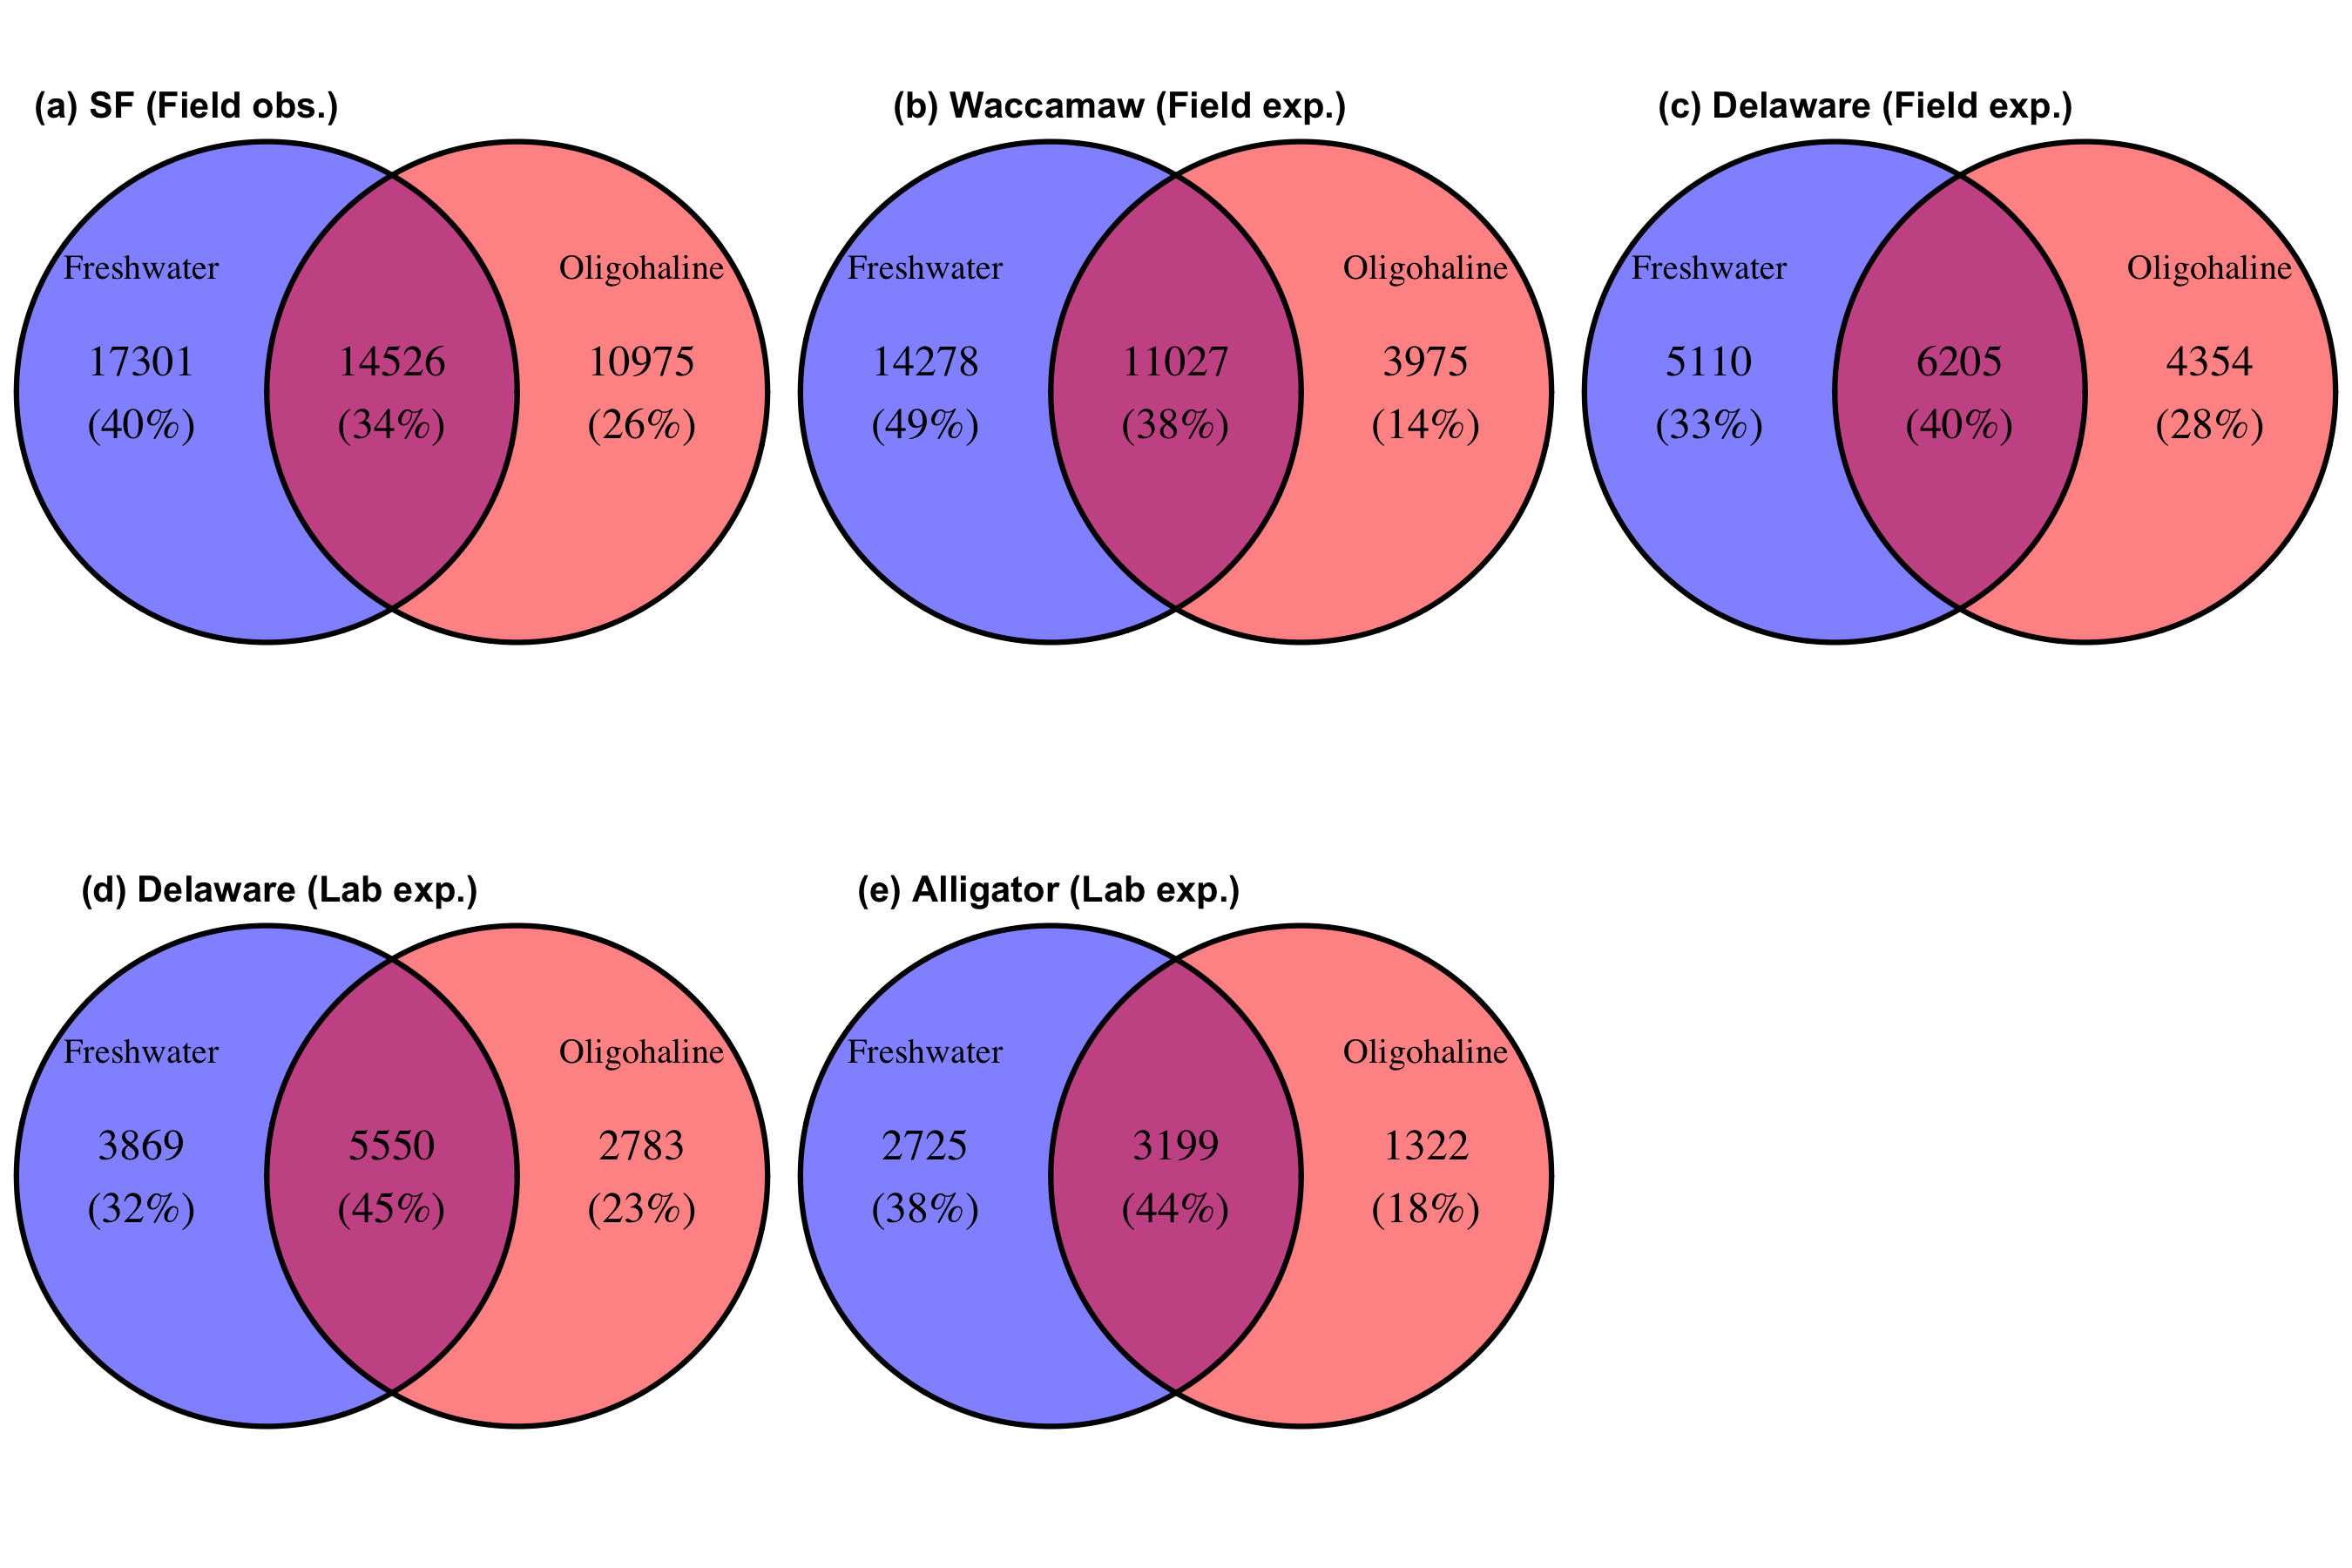 (a) SF (Field obs.)
Freshwater
Oligohaline
17301
14526
10975
(40%)
(34%)
(26%)
(b) Waccamaw (Field exp.)
Freshwater
Oligohaline
14278
11027
3975
(49%)
(38%)
(14%)
(c) Delaware (Field exp.)
Freshwater
Oligohaline
5110
6205
4354
(33%)
(40%)
(28%)
(d) Delaware (Lab exp.)
Freshwater
Oligohaline
3869
5550
2783
(32%)
(45%)
(23%)
(e) Alligator (Lab exp.)
Freshwater
Oligohaline
2725
3199
1322
(38%)
(44%)
(18%)